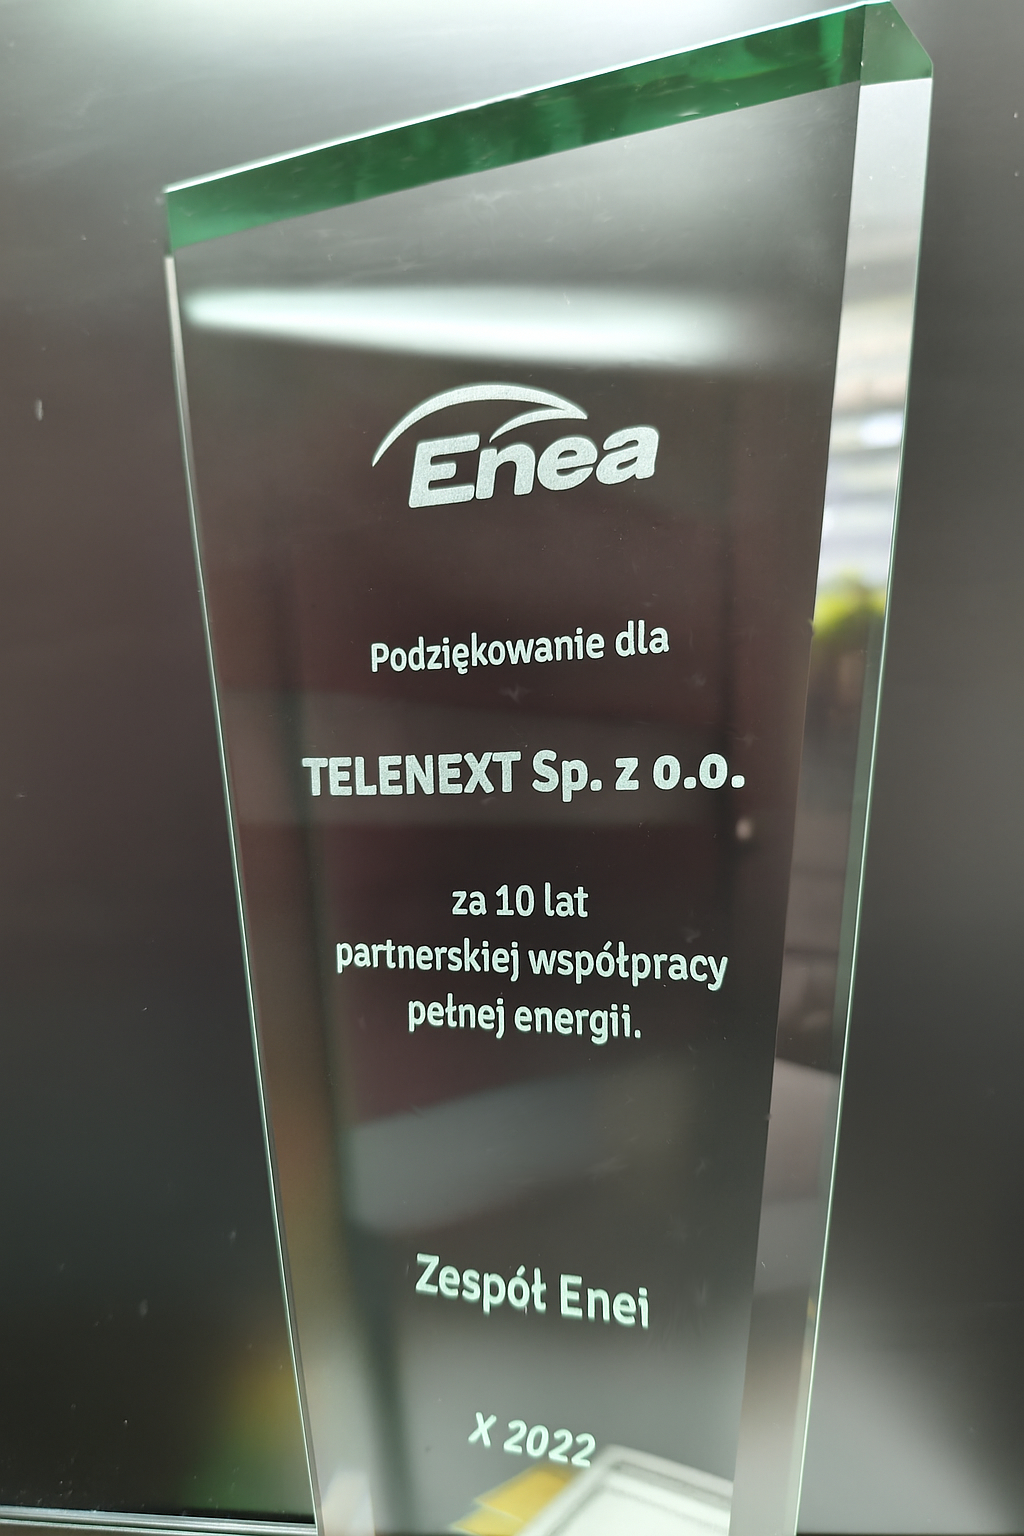 Enea
Podziękowanie dla
TELENEXT Sp. z o.o.
za 10 lat
partnerskiej współpracy
pełnej energii.
Zespół Enei
X 2022